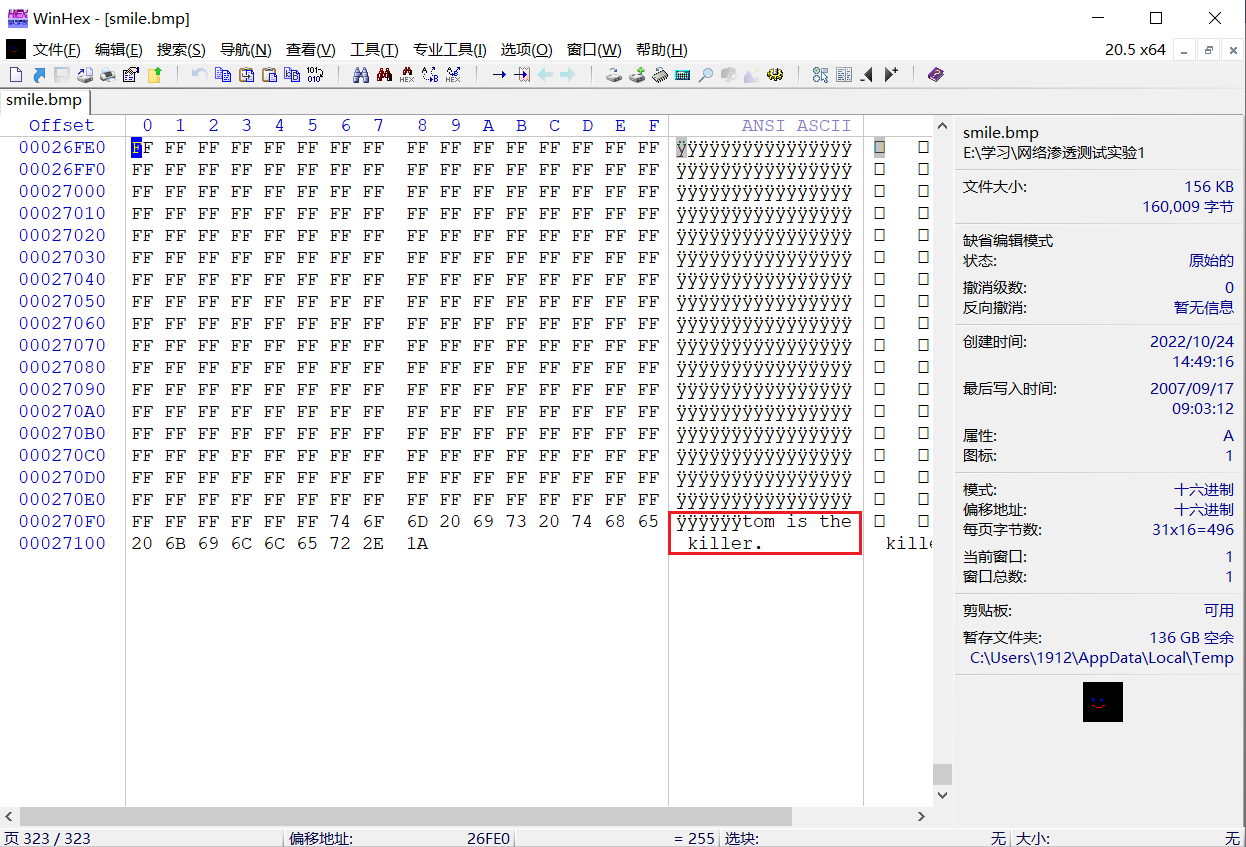 WinHex - [smile.bmp]
文件(F) 编辑(E) 搜索(S) 导航(N) 查看(V) 工具(T) 专业工具(I) 选项(O) 窗口(W) 帮助(H) 20.5 x64
smile.bmp
Offset 0 1 2 3 4 5 6 7 8 9 A B C D E F ANSI ASCII
00026FE0 FF FF FF FF FF FF FF FF FF FF FF FF FF FF FF FF ÿÿÿÿÿÿÿÿÿÿÿÿÿÿÿÿ
00026FF0 FF FF FF FF FF FF FF FF FF FF FF FF FF FF FF FF ÿÿÿÿÿÿÿÿÿÿÿÿÿÿÿÿ
00027000 FF FF FF FF FF FF FF FF FF FF FF FF FF FF FF FF ÿÿÿÿÿÿÿÿÿÿÿÿÿÿÿÿ
00027010 FF FF FF FF FF FF FF FF FF FF FF FF FF FF FF FF ÿÿÿÿÿÿÿÿÿÿÿÿÿÿÿÿ
00027020 FF FF FF FF FF FF FF FF FF FF FF FF FF FF FF FF ÿÿÿÿÿÿÿÿÿÿÿÿÿÿÿÿ
00027030 FF FF FF FF FF FF FF FF FF FF FF FF FF FF FF FF ÿÿÿÿÿÿÿÿÿÿÿÿÿÿÿÿ
00027040 FF FF FF FF FF FF FF FF FF FF FF FF FF FF FF FF ÿÿÿÿÿÿÿÿÿÿÿÿÿÿÿÿ
00027050 FF FF FF FF FF FF FF FF FF FF FF FF FF FF FF FF ÿÿÿÿÿÿÿÿÿÿÿÿÿÿÿÿ
00027060 FF FF FF FF FF FF FF FF FF FF FF FF FF FF FF FF ÿÿÿÿÿÿÿÿÿÿÿÿÿÿÿÿ
00027070 FF FF FF FF FF FF FF FF FF FF FF FF FF FF FF FF ÿÿÿÿÿÿÿÿÿÿÿÿÿÿÿÿ
00027080 FF FF FF FF FF FF FF FF FF FF FF FF FF FF FF FF ÿÿÿÿÿÿÿÿÿÿÿÿÿÿÿÿ
00027090 FF FF FF FF FF FF FF FF FF FF FF FF FF FF FF FF ÿÿÿÿÿÿÿÿÿÿÿÿÿÿÿÿ
000270A0 FF FF FF FF FF FF FF FF FF FF FF FF FF FF FF FF ÿÿÿÿÿÿÿÿÿÿÿÿÿÿÿÿ
000270B0 FF FF FF FF FF FF FF FF FF FF FF FF FF FF FF FF ÿÿÿÿÿÿÿÿÿÿÿÿÿÿÿÿ
000270C0 FF FF FF FF FF FF FF FF FF FF FF FF FF FF FF FF ÿÿÿÿÿÿÿÿÿÿÿÿÿÿÿÿ
000270D0 FF FF FF FF FF FF FF FF FF FF FF FF FF FF FF FF ÿÿÿÿÿÿÿÿÿÿÿÿÿÿÿÿ
000270E0 FF FF FF FF FF FF FF FF FF FF FF FF FF FF FF FF ÿÿÿÿÿÿÿÿÿÿÿÿÿÿÿÿ
000270F0 FF FF FF FF FF FF 74 6F 6D 20 69 73 20 74 68 65 ÿÿÿÿÿÿtom is the
00027100 20 6B 69 6C 6C 65 72 2E 1A killer. kille
smile.bmp
E:\学习\网络渗透测试实验1
文件大小: 156 KB
160,009 字节
缺省编辑模式
状态: 原始的
撤消级数: 0
反向撤消: 暂无信息
创建时间: 2022/10/24
14:49:16
最后写入时间: 2007/09/17
09:03:12
属性: A
图标: 1
模式: 十六进制
偏移地址: 十六进制
每页字节数: 31x16=496
当前窗口: 1
窗口总数: 1
剪贴板: 可用
暂存文件夹: 136 GB 空余
C:\Users\1912\AppData\Local\Temp
页 323 / 323 偏移地址: 26FE0 = 255 选块: 无 大小: 无